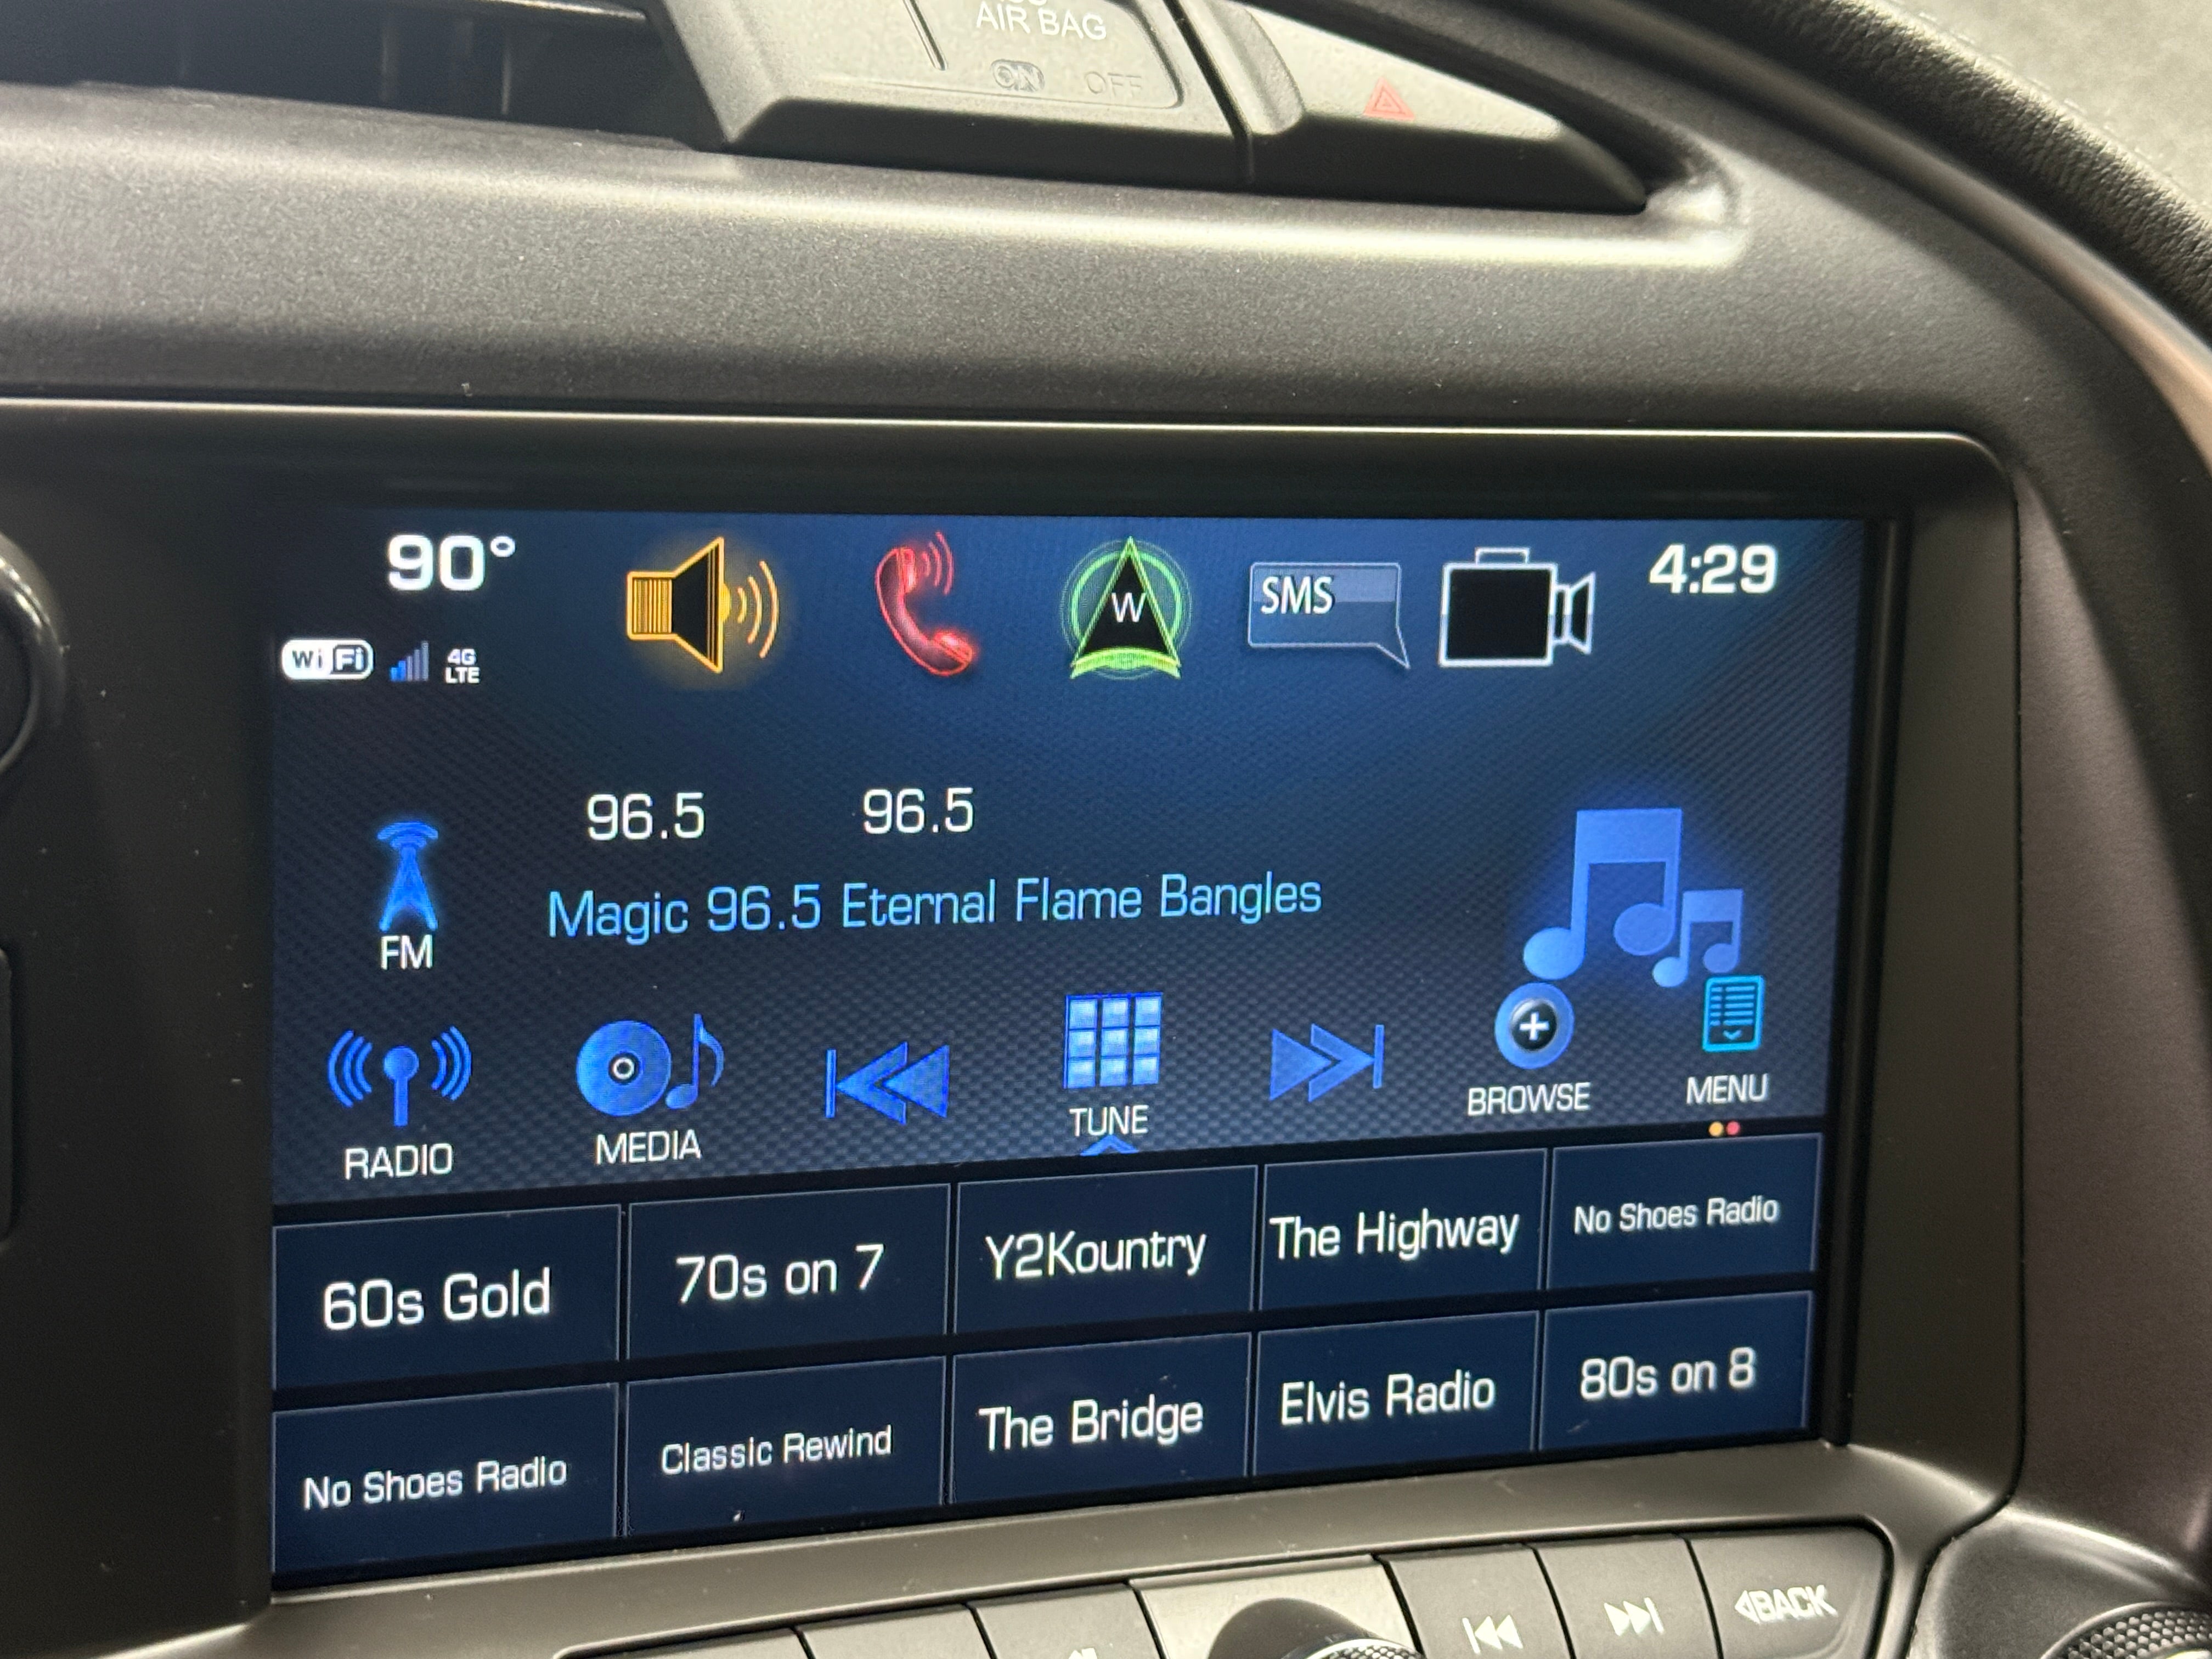 AIR BAG
ON OFF
90° 4:29
W
SMS
WiFi 4G
LTE
96.5 96.5
Magic 96.5 Eternal Flame Bangles
FM
RADIO MEDIA TUNE BROWSE MENU
60s Gold 70s on 7 Y2Kountry The Highway No Shoes Radio
No Shoes Radio Classic Rewind The Bridge Elvis Radio 80s on 8
BACK